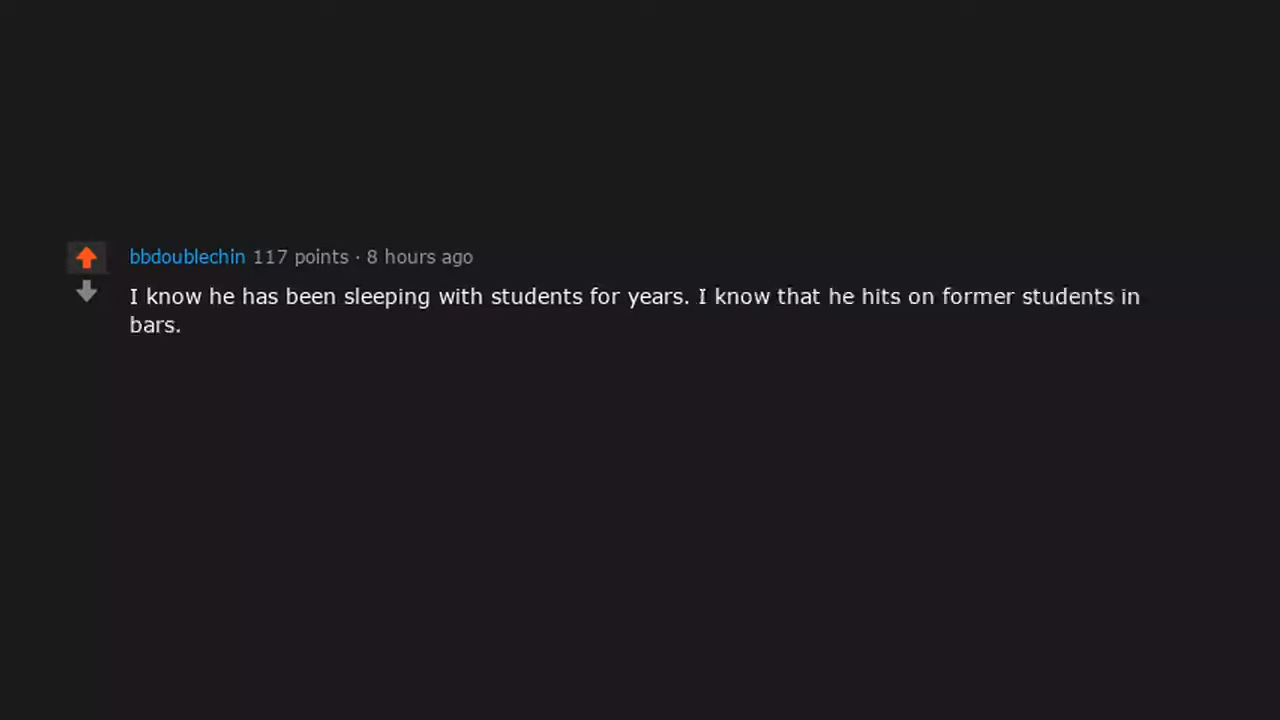 bbdoublechin 117 points · 8 hours ago
I know he has been sleeping with students for years. I know that he hits on former students in
bars.